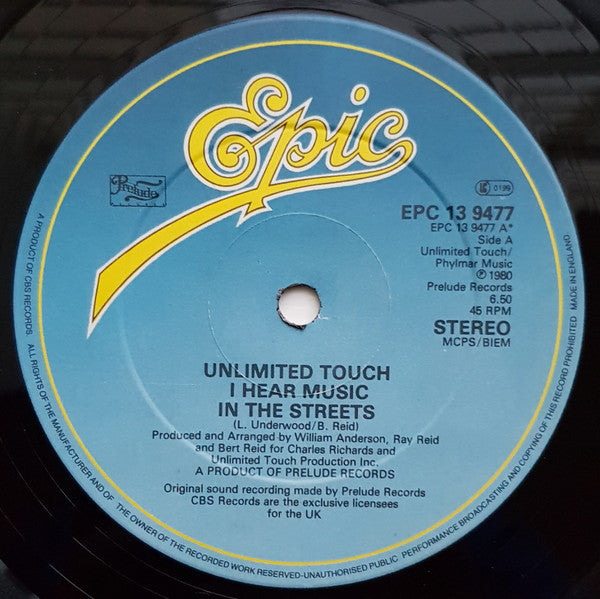 Epic
Prelude
LC 0199
EPC 13 9477
EPC 13 9477 A*
Side A
Unlimited Touch/
Phylmar Music
℗ 1980
Prelude Records
6.50
45 RPM
STEREO
MCPS/BIEM
UNLIMITED TOUCH
I HEAR MUSIC
IN THE STREETS
(L. Underwood/B. Reid)
Produced and Arranged by William Anderson, Ray Reid
and Bert Reid for Charles Richards and
Unlimited Touch Production Inc.
A PRODUCT OF PRELUDE RECORDS
Original sound recording made by Prelude Records
CBS Records are the exclusive licensees
for the UK
A PRODUCT OF CBS RECORDS. ALL RIGHTS OF THE MANUFACTURER AND OF THE OWNER OF THE RECORDED WORK RESERVED-UNAUTHORISED PUBLIC PERFORMANCE BROADCASTING AND COPYING OF THIS RECORD PROHIBITED MADE IN ENGLAND